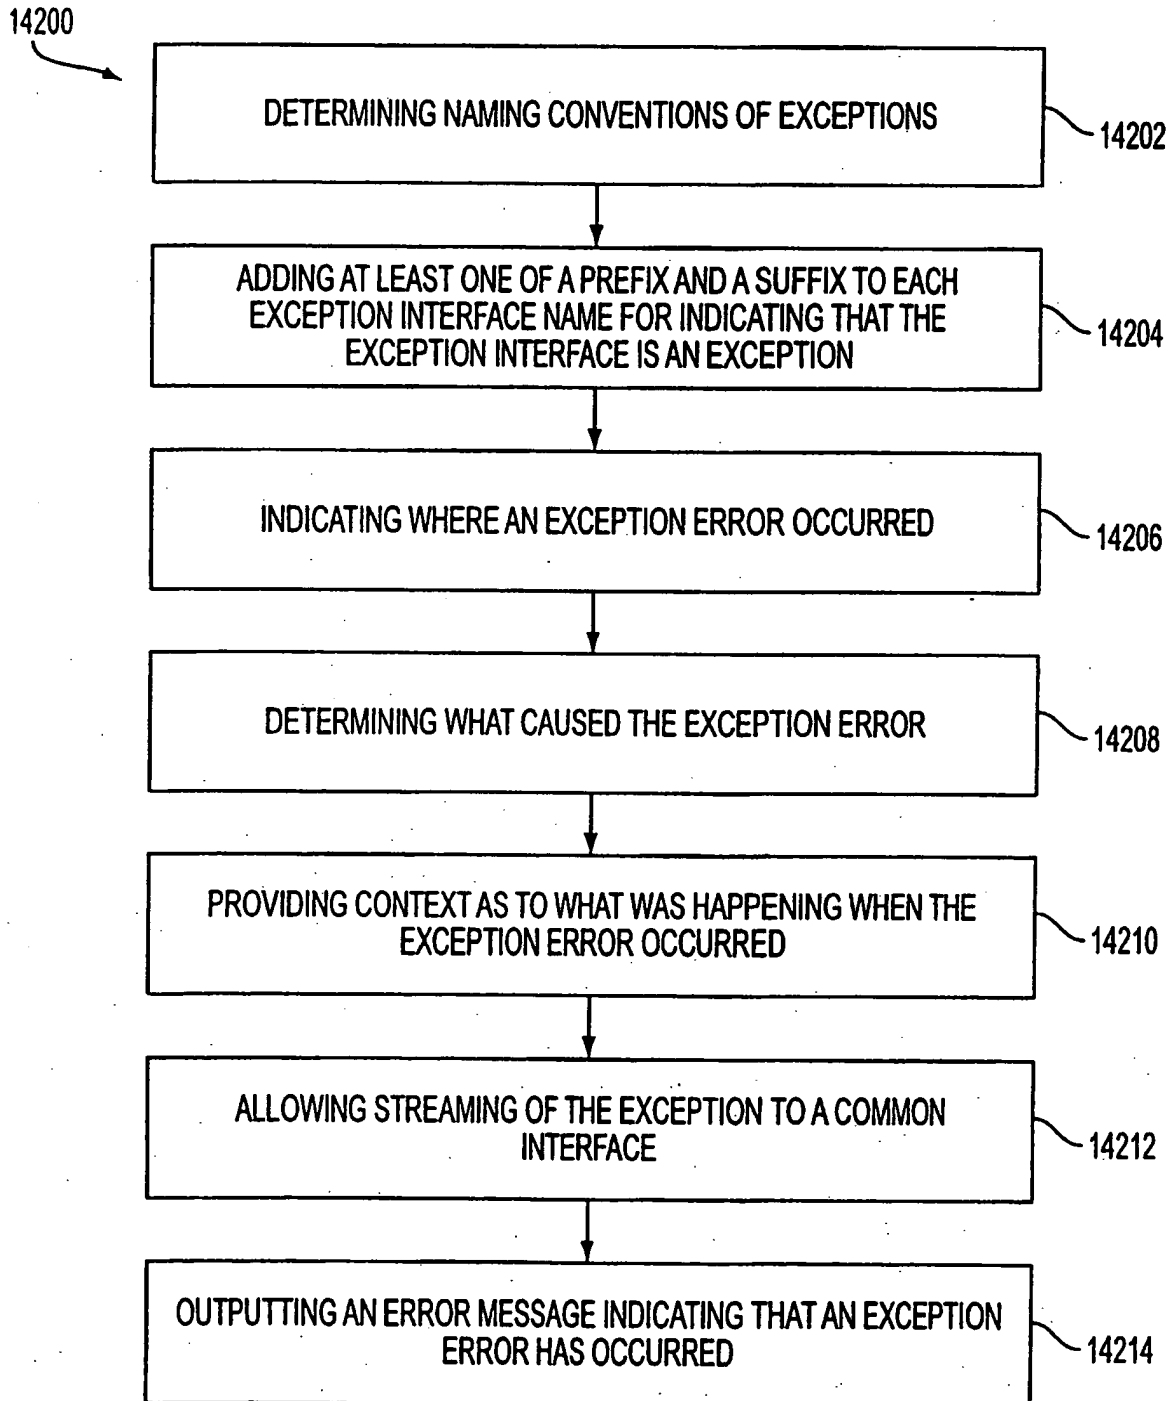 14200
DETERMINING NAMING CONVENTIONS OF EXCEPTIONS
14202
ADDING AT LEAST ONE OF A PREFIX AND A SUFFIX TO EACH
EXCEPTION INTERFACE NAME FOR INDICATING THAT THE
EXCEPTION INTERFACE IS AN EXCEPTION
14204
INDICATING WHERE AN EXCEPTION ERROR OCCURRED
14206
DETERMINING WHAT CAUSED THE EXCEPTION ERROR
14208
PROVIDING CONTEXT AS TO WHAT WAS HAPPENING WHEN THE
EXCEPTION ERROR OCCURRED
14210
ALLOWING STREAMING OF THE EXCEPTION TO A COMMON
INTERFACE
14212
OUTPUTTING AN ERROR MESSAGE INDICATING THAT AN EXCEPTION
ERROR HAS OCCURRED
14214